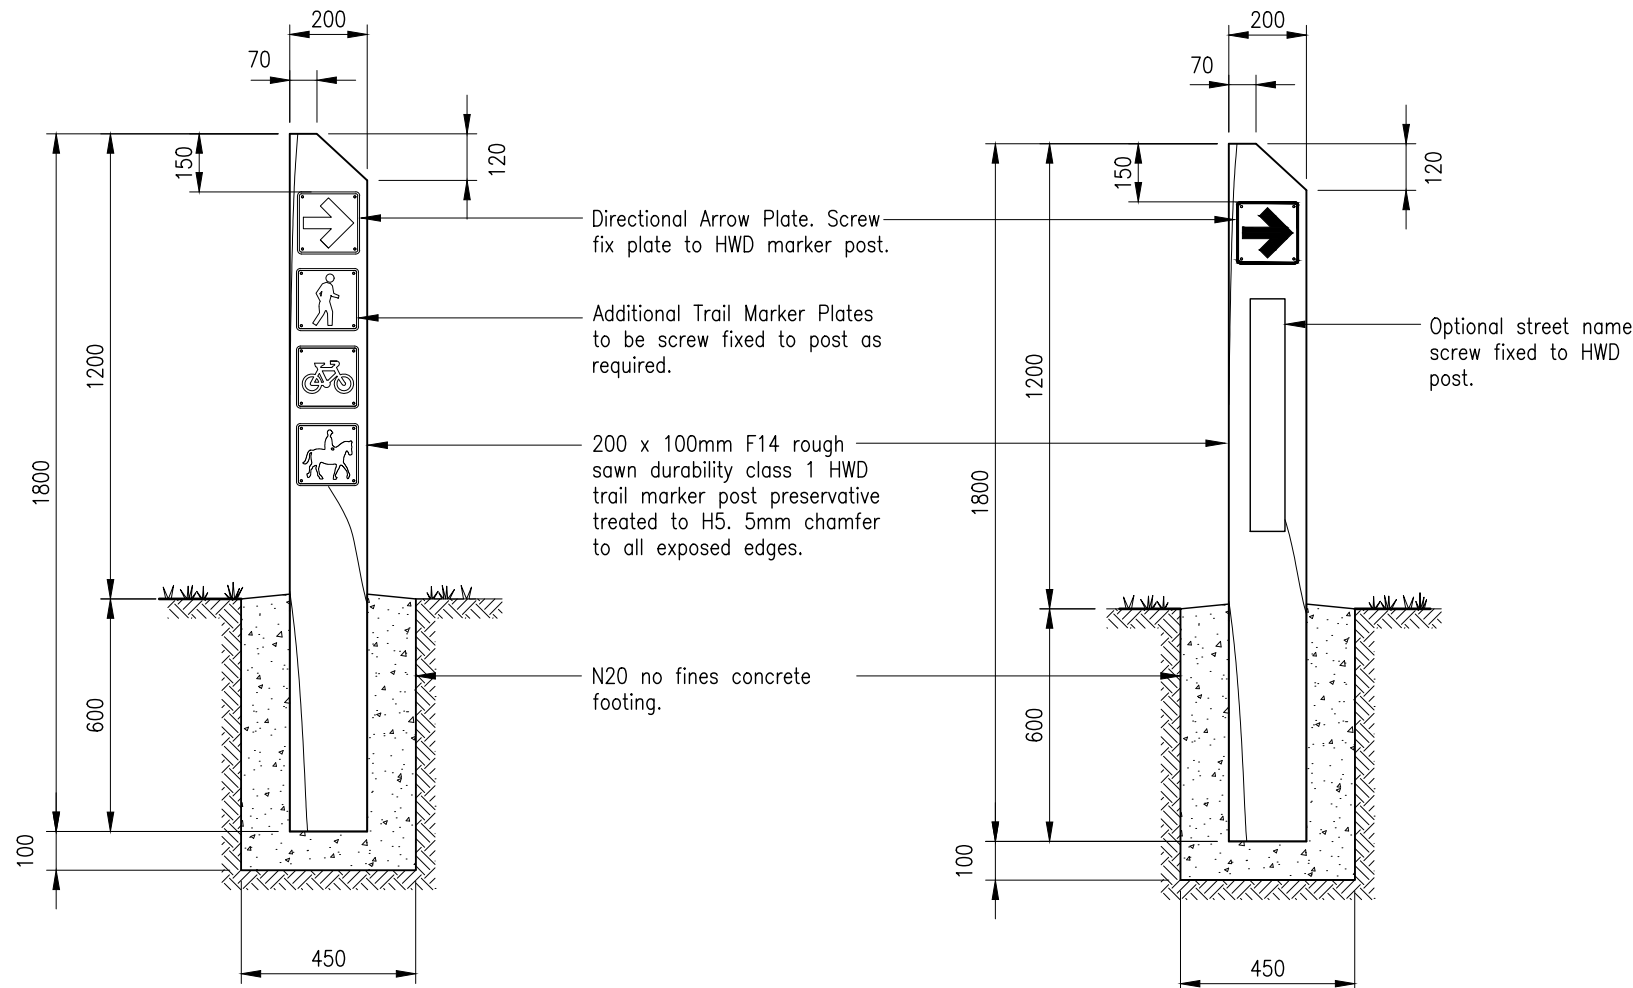 200
70
150
120
1200
1800
600
100
450
Directional Arrow Plate. Screw
fix plate to HWD marker post.
Additional Trail Marker Plates
to be screw fixed to post as
required.
200 x 100mm F14 rough
sawn durability class 1 HWD
trail marker post preservative
treated to H5. 5mm chamfer
to all exposed edges.
N20 no fines concrete
footing.
200
70
150
120
1200
1800
600
100
450
Optional street name
screw fixed to HWD
post.